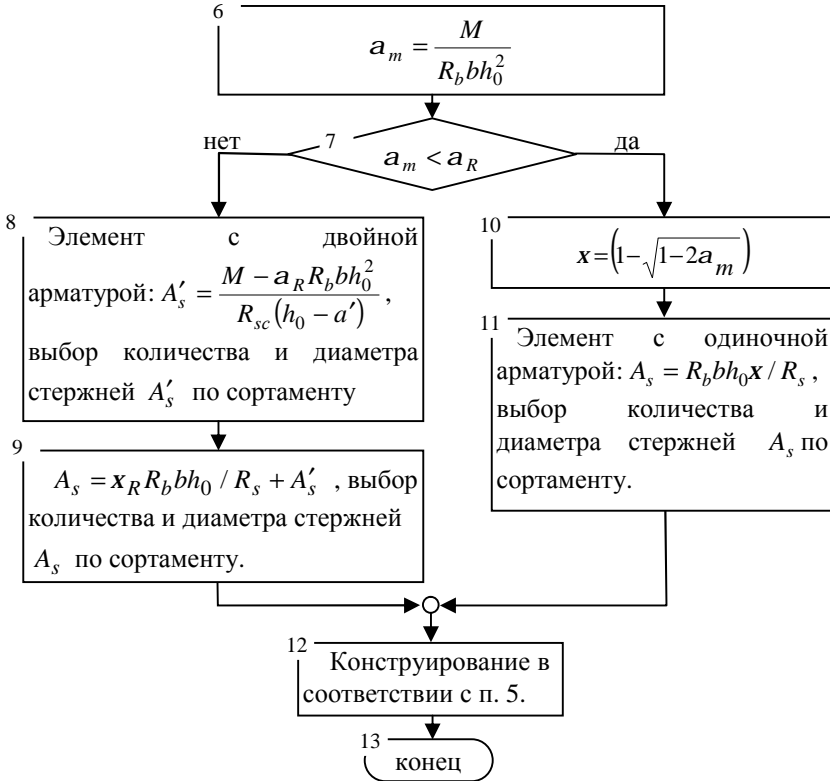 6
a_m = M / R_b b h_0^2
нет
7
да
a_m < a_R
8
Элемент с двойной
арматурой: A'_s = (M − a_R R_b b h_0^2) / (R_sc (h_0 − a')) ,
выбор количества и диаметра
стержней A'_s по сортаменту
9
A_s = x_R R_b b h_0 / R_s + A'_s , выбор
количества и диаметра стержней
A_s по сортаменту.
10
x = (1 − √(1 − 2a_m))
11
Элемент с одиночной
арматурой: A_s = R_b b h_0 x / R_s ,
выбор количества и
диаметра стержней A_s по
сортаменту.
12
Конструирование в
соответствии с п. 5.
13
конец